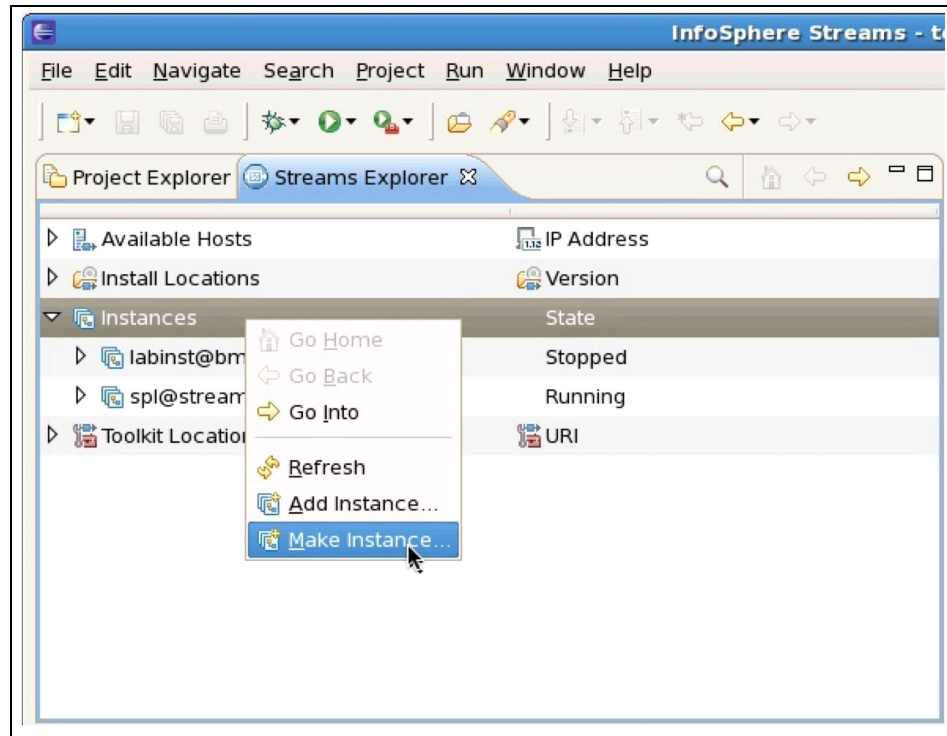 InfoSphere Streams - t
File Edit Navigate Search Project Run Window Help
Project Explorer Streams Explorer
Available Hosts IP Address
Install Locations Version
Instances State
Go Home
labinst@bm Stopped
Go Back
spl@stream Running
Go Into
Toolkit Location URI
Refresh
Add Instance...
Make Instance...